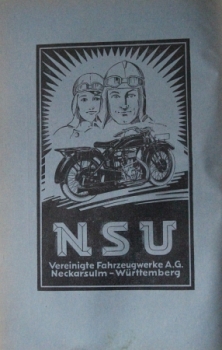 NSU
Vereinigte Fahrzeugwerke A.G.
Neckarsulm - Württemberg